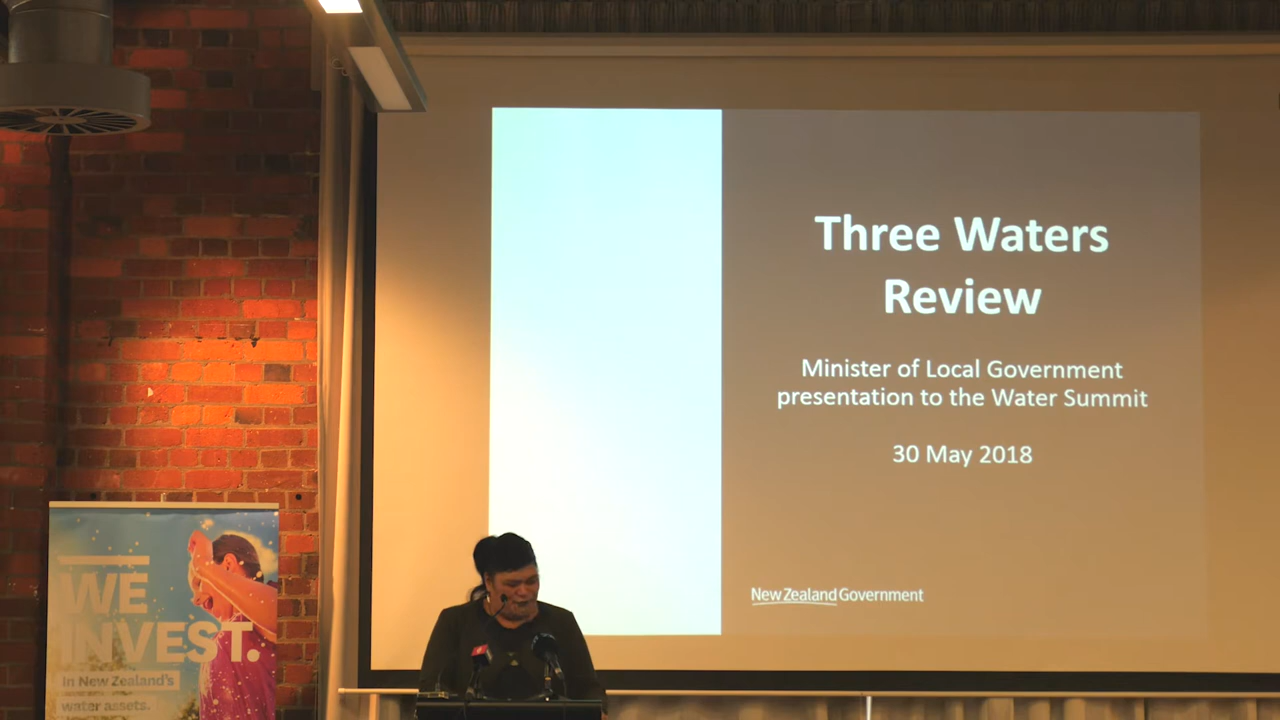 Three Waters
Review
Minister of Local Government
presentation to the Water Summit
30 May 2018
New Zealand Government
WE
INVEST.
In New Zealand's
water assets.